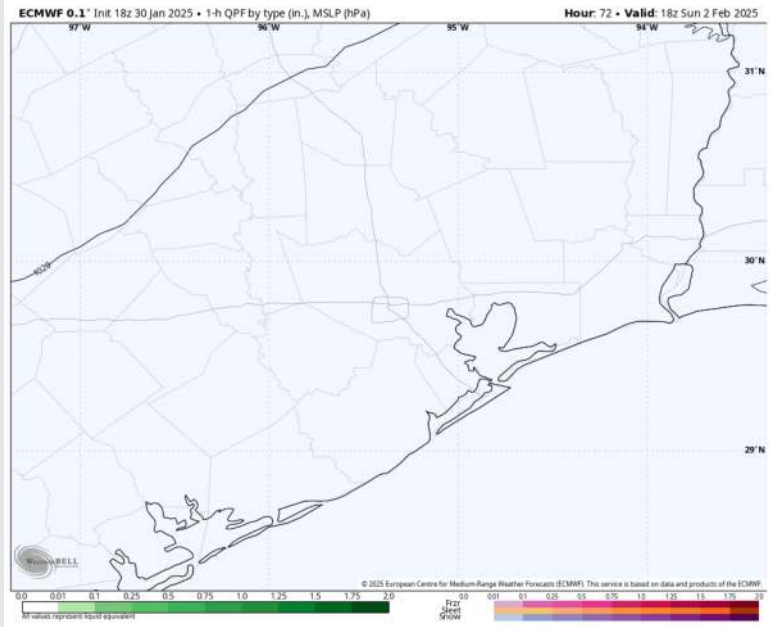 ECMWF 0.1° Init 18z 30 Jan 2025 • 1-h QPF by type (in.), MSLP (hPa)
Hour: 72 • Valid: 18z Sun 2 Feb 2025
97°W 96°W 95°W 94°W
31°N
30°N
1020
29°N
WeatherBELL
© 2025 European Centre for Medium-Range Weather Forecasts (ECMWF). This service is based on data and products of the ECMWF.
0.0 0.01 0.1 0.25 0.5 0.75 1.0 1.25 1.5 1.75 2.0
All values represent liquid equivalent
0.0 0.01 0.1 0.25 0.5 0.75 1.0 1.25 1.5 1.75 2.0
Frzr
Sleet
Snow